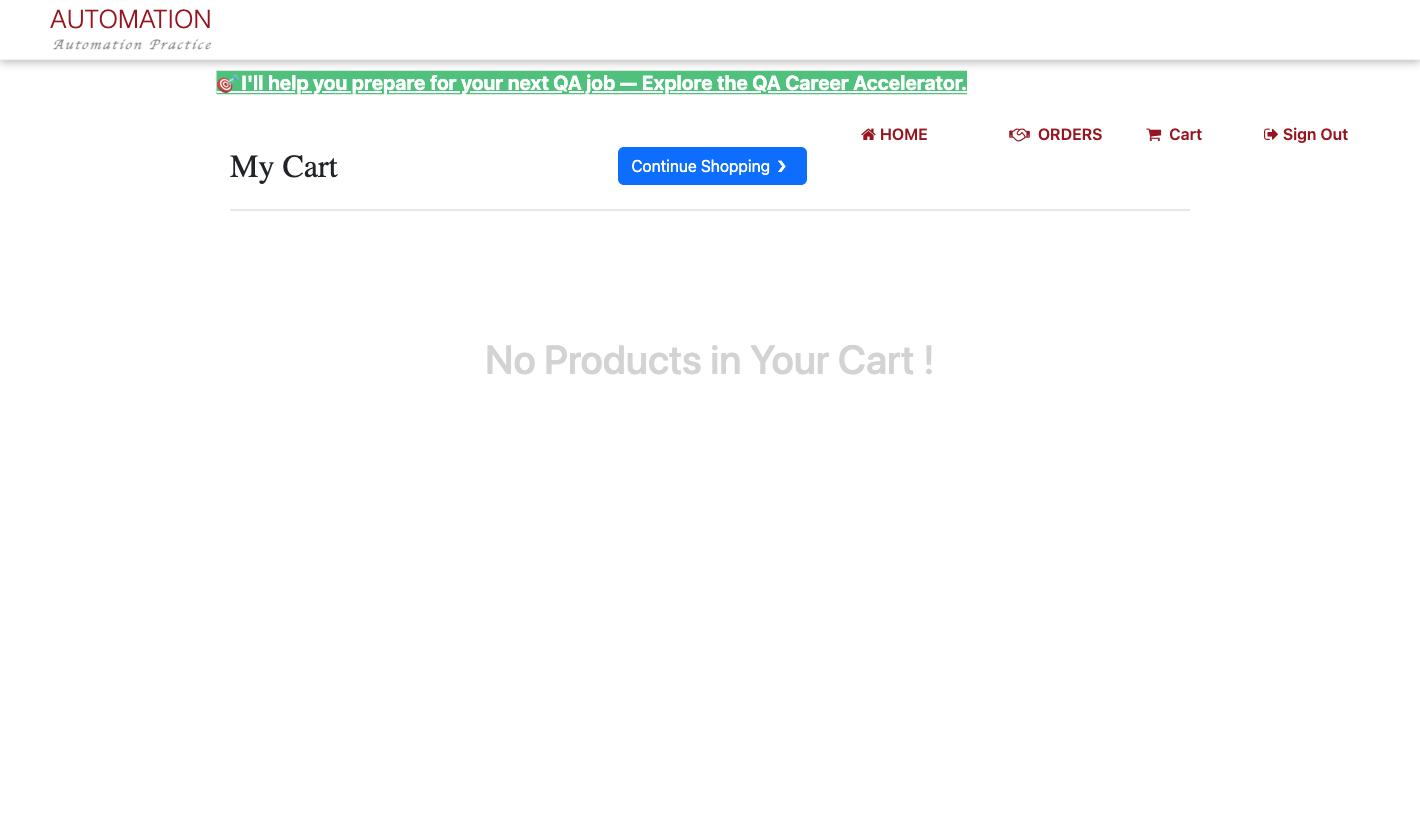 AUTOMATION
Automation Practice
🎯 I'll help you prepare for your next QA job — Explore the QA Career Accelerator.
HOME
ORDERS
Cart
Sign Out
My Cart
Continue Shopping ❯
No Products in Your Cart !